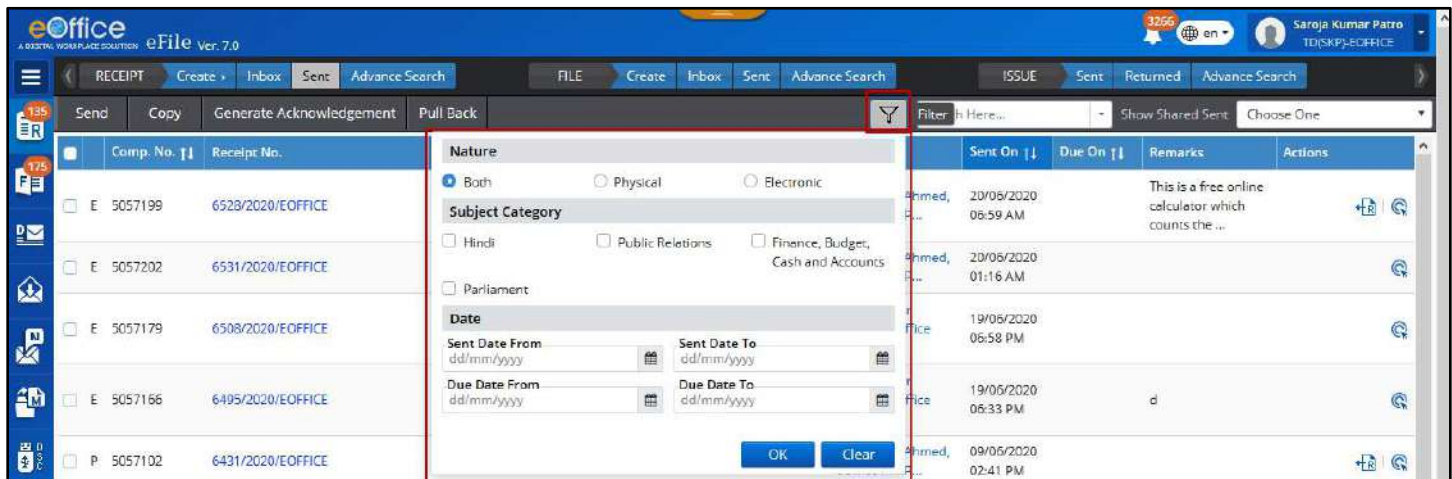 eOffice
A DIGITAL WORKPLACE SOLUTION eFile Ver. 7.0
3266 en Saroja Kumar Patro
TD(SKP)-EOFFICE
RECEIPT Create Inbox Sent Advance Search FILE Create Inbox Sent Advance Search ISSUE Sent Returned Advance Search
135 R Send Copy Generate Acknowledgement Pull Back Filter h Here... Show Shared Sent Choose One
Comp. No. Receipt No. Nature Sent On Due On Remarks Actions
175 F
Both Physical Electronic
E 5057199 6528/2020/EOFFICE Ahmed, 20/06/2020 06:59 AM This is a free online calculator which counts the ...
Subject Category
Hindi Public Relations Finance, Budget, Cash and Accounts
E 5057202 6531/2020/EOFFICE Ahmed, 20/06/2020 01:16 AM
Parliament
Date
E 5057179 6508/2020/EOFFICE ffice 19/06/2020 06:58 PM
Sent Date From Sent Date To
dd/mm/yyyy dd/mm/yyyy
Due Date From Due Date To
dd/mm/yyyy dd/mm/yyyy
E 5057166 6495/2020/EOFFICE ffice 19/06/2020 06:33 PM d
OK Clear
P 5057102 6431/2020/EOFFICE Ahmed, 09/06/2020 02:41 PM
D S C